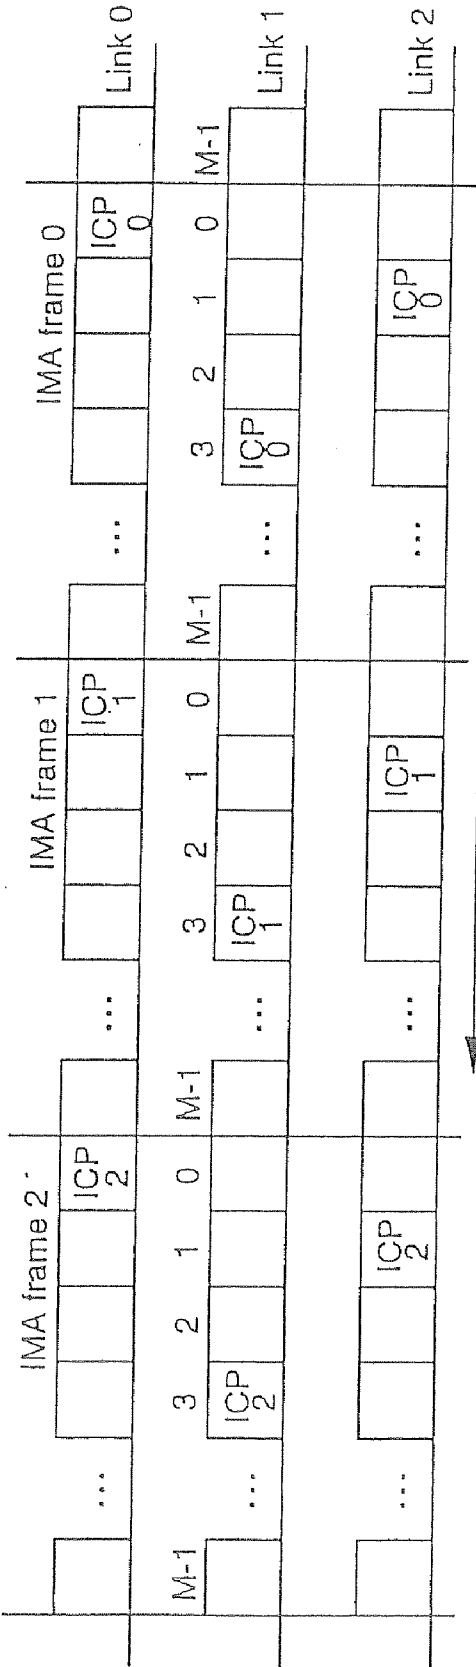 IMA frame 2 IMA frame 1 IMA frame 0
ICP 2 ICP 1 ICP 0 Link 0
M-1 ... 3 2 1 0 M-1 ... 3 2 1 0 M-1 ... 3 2 1 0 M-1
... ICP 2 ... ICP 1 ... ICP 0 Link 1
... ICP 2 ... ICP 1 ... ICP 0 Link 2